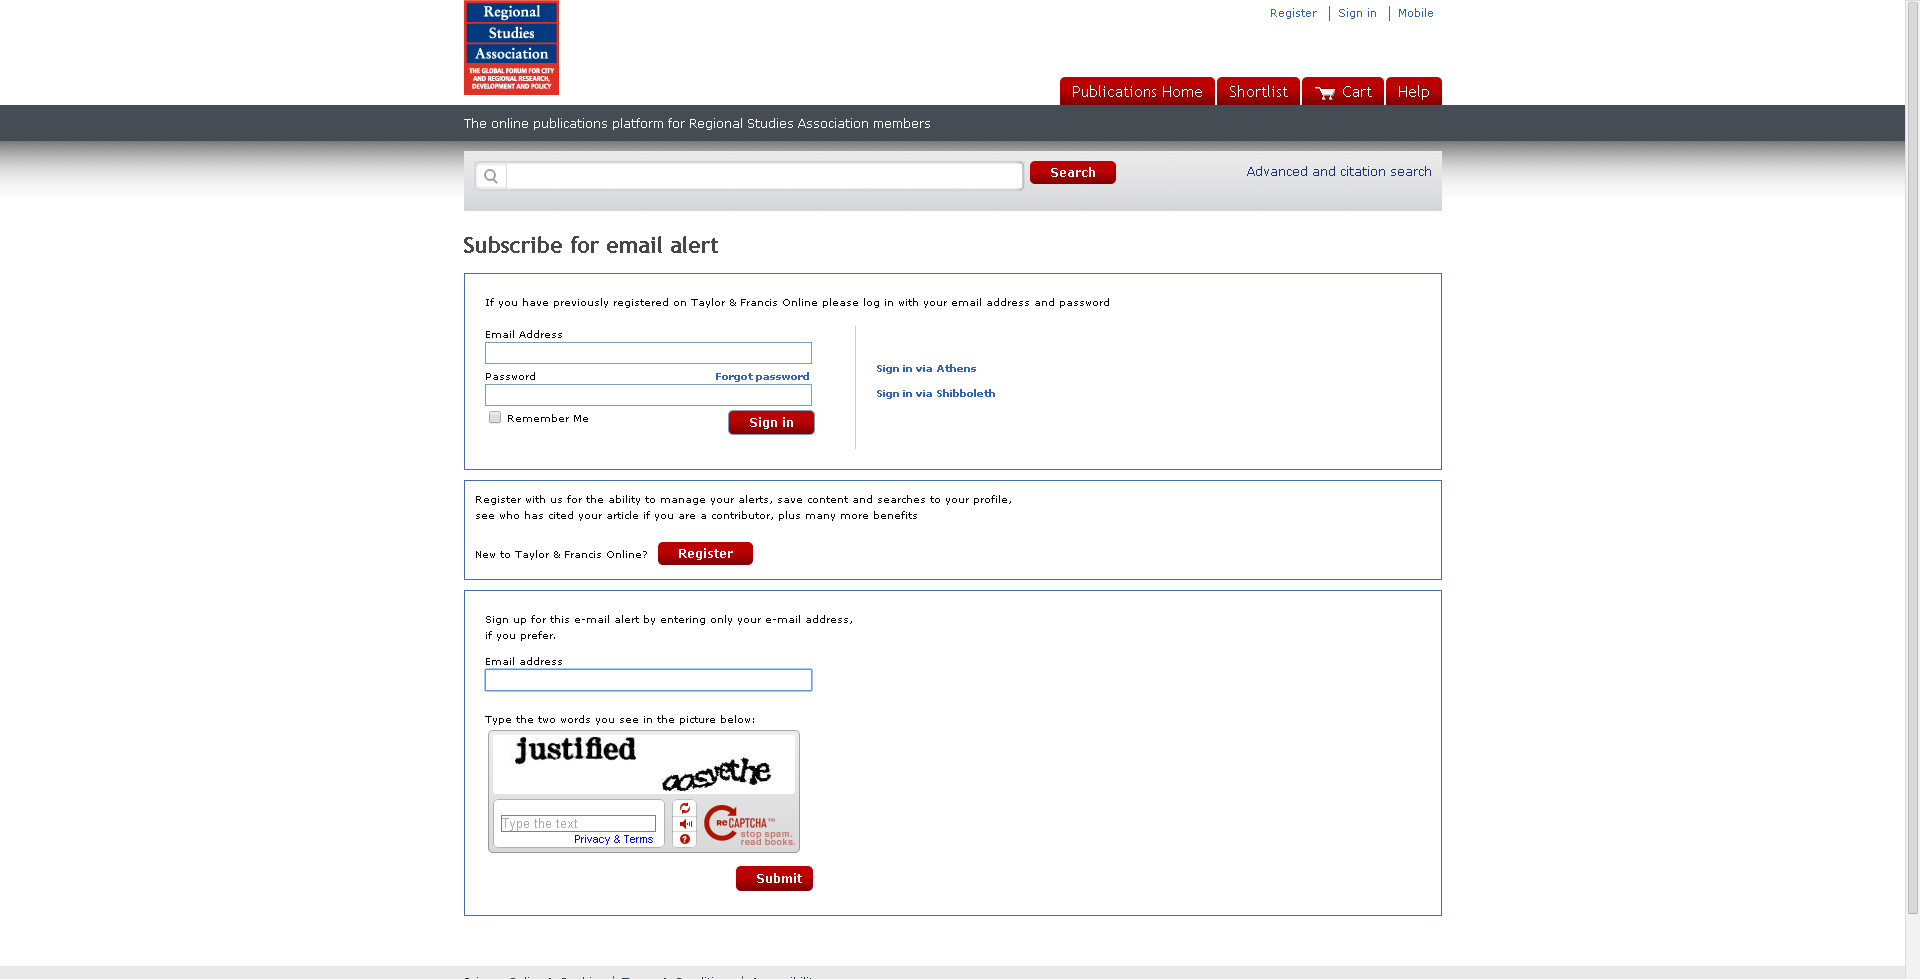 Regional
Studies
Association
THE GLOBAL FORUM FOR CITY
AND REGIONAL RESEARCH,
DEVELOPMENT AND POLICY
Register
Sign in
Mobile
Publications Home
Shortlist
Cart
Help
The online publications platform for Regional Studies Association members
Search
Advanced and citation search
Subscribe for email alert
If you have previously registered on Taylor & Francis Online please log in with your email address and password
Email Address
Password
Forgot password
Remember Me
Sign in
Sign in via Athens
Sign in via Shibboleth
Register with us for the ability to manage your alerts, save content and searches to your profile,
see who has cited your article if you are a contributor, plus many more benefits
New to Taylor & Francis Online?
Register
Sign up for this e-mail alert by entering only your e-mail address,
if you prefer.
Email address
Type the two words you see in the picture below:
justified
Type the text
Privacy & Terms
reCAPTCHA™
stop spam.
read books.
Submit